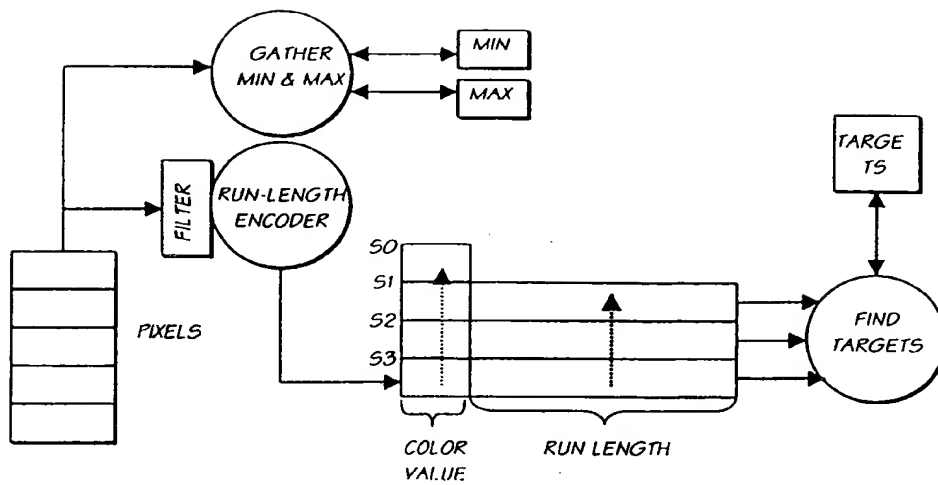 GATHER
MIN & MAX
MIN
MAX
TARGE
TS
FILTER
RUN-LENGTH
ENCODER
S0
S1
S2
S3
PIXELS
FIND
TARGETS
COLOR
VALUE
RUN LENGTH